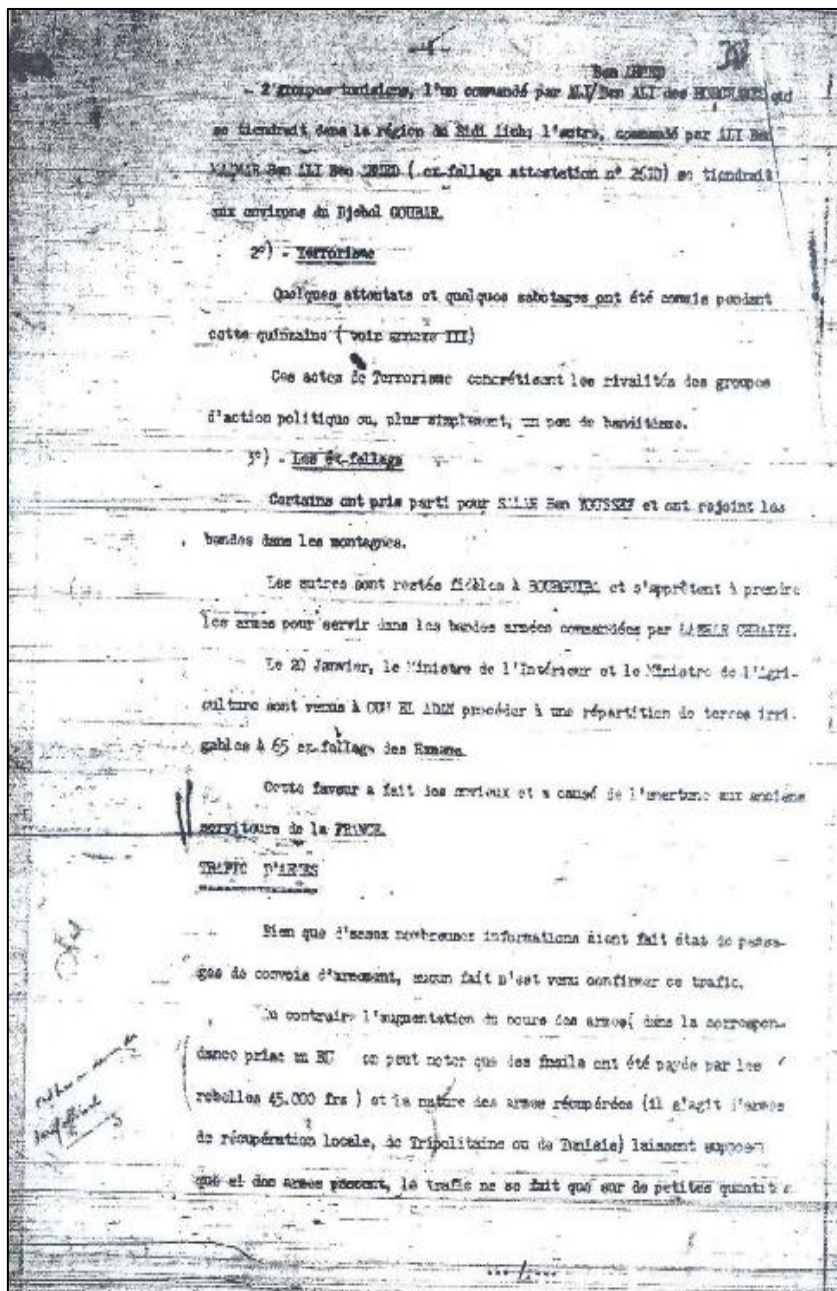 Ben AHMED
- 2 groupes tunisiens, l'un commandé par ALI/Ben ALI des qui
se tiendrait dans la région de Sidi Aich; l'autre, commandé par ALI Ben
Ben ALI Ben AHMED ( ex-fellaga attestation n° 2610) se tiendrait
aux environs du Djebel GOUBAR.
2°) - Terrorisme
Quelques attentats et quelques sabotages ont été commis pendant
cette quinzaine ( voir annexe III)
Ces actes de Terrorisme concrétisent les rivalités des groupes
d'action politique ou, plus simplement, un peu de banditisme.
3°) - Les ex-fellaga
Certains ont pris parti pour SALAH Ben YOUSSEF et ont rejoint les
bandes dans les montagnes.
Les autres sont restés fidèles à BOURGUIBA et s'apprêtent à prendre
les armes pour servir dans les bandes armées commandées par LAZHAR CHRAITI.
Le 20 Janvier, le Ministre de l'Intérieur et le Ministre de l'Agri-
culture sont venus à procéder à une répartition de terres irri-
gables à 65 ex-fellaga des Hamama.
Cette faveur a fait des envieux et a causé de l'amertume aux anciens
serviteurs de la FRANCE.
TRAFIC D'ARMES
Bien que d'assez nombreuses informations aient fait état de passa-
ges de convois d'armement, aucun fait n'est venu confirmer ce trafic.
Au contraire l'augmentation du cours des armes( dans la correspon-
dance prise au on peut noter que des fusils ont été payés par les
rebelles 45.000 frs ) et la nature des armes récupérées (il s'agit d'armes
de récupération locale, de Tripolitaine ou de Tunisie) laissent supposer
que si des armes passent, le trafic ne se fait que sur de petites quantités
.../...